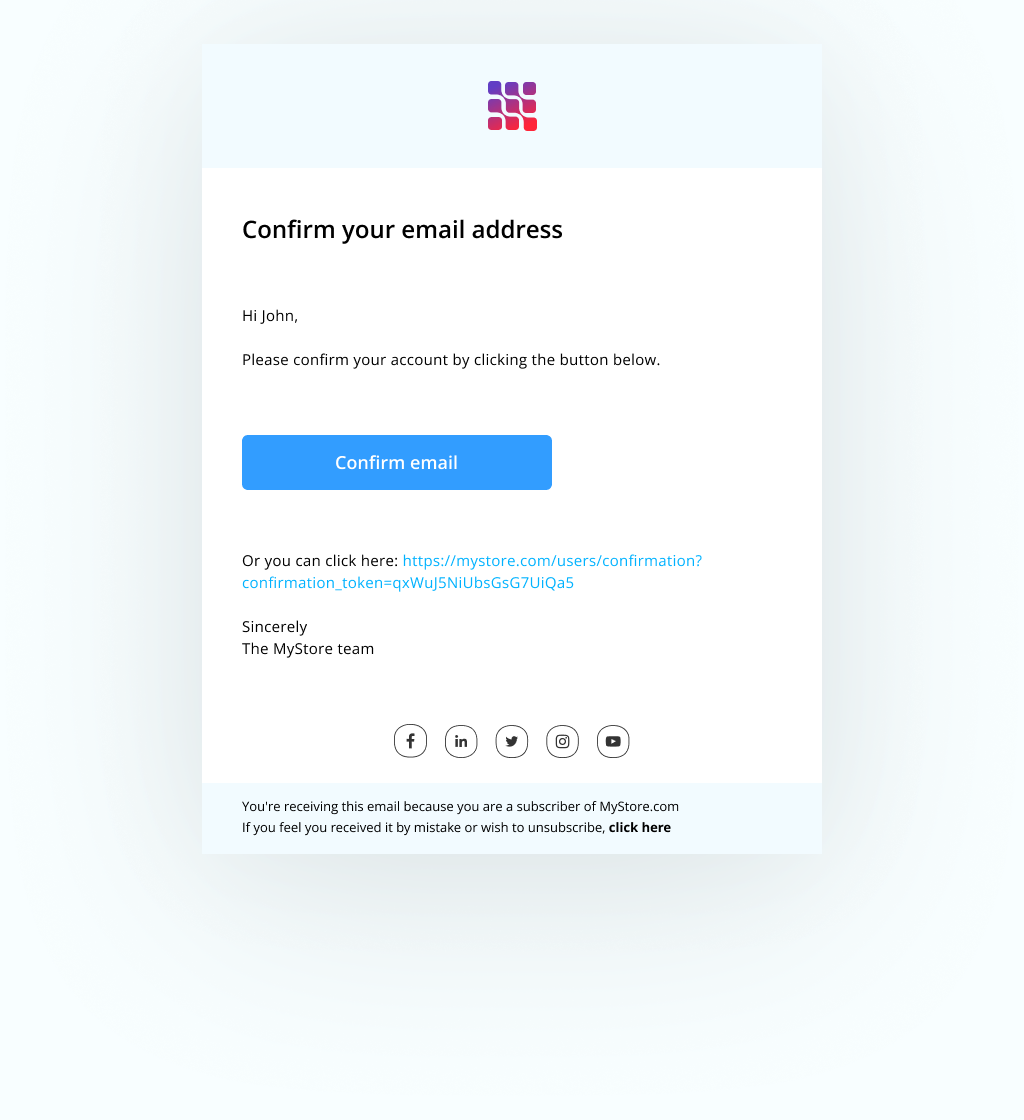 Confirm your email address
Hi John,
Please confirm your account by clicking the button below.
Confirm email
Or you can click here: https://mystore.com/users/confirmation?
confirmation_token=qxWuJ5NiUbsGsG7UiQa5
Sincerely
The MyStore team
You're receiving this email because you are a subscriber of MyStore.com
If you feel you received it by mistake or wish to unsubscribe, click here